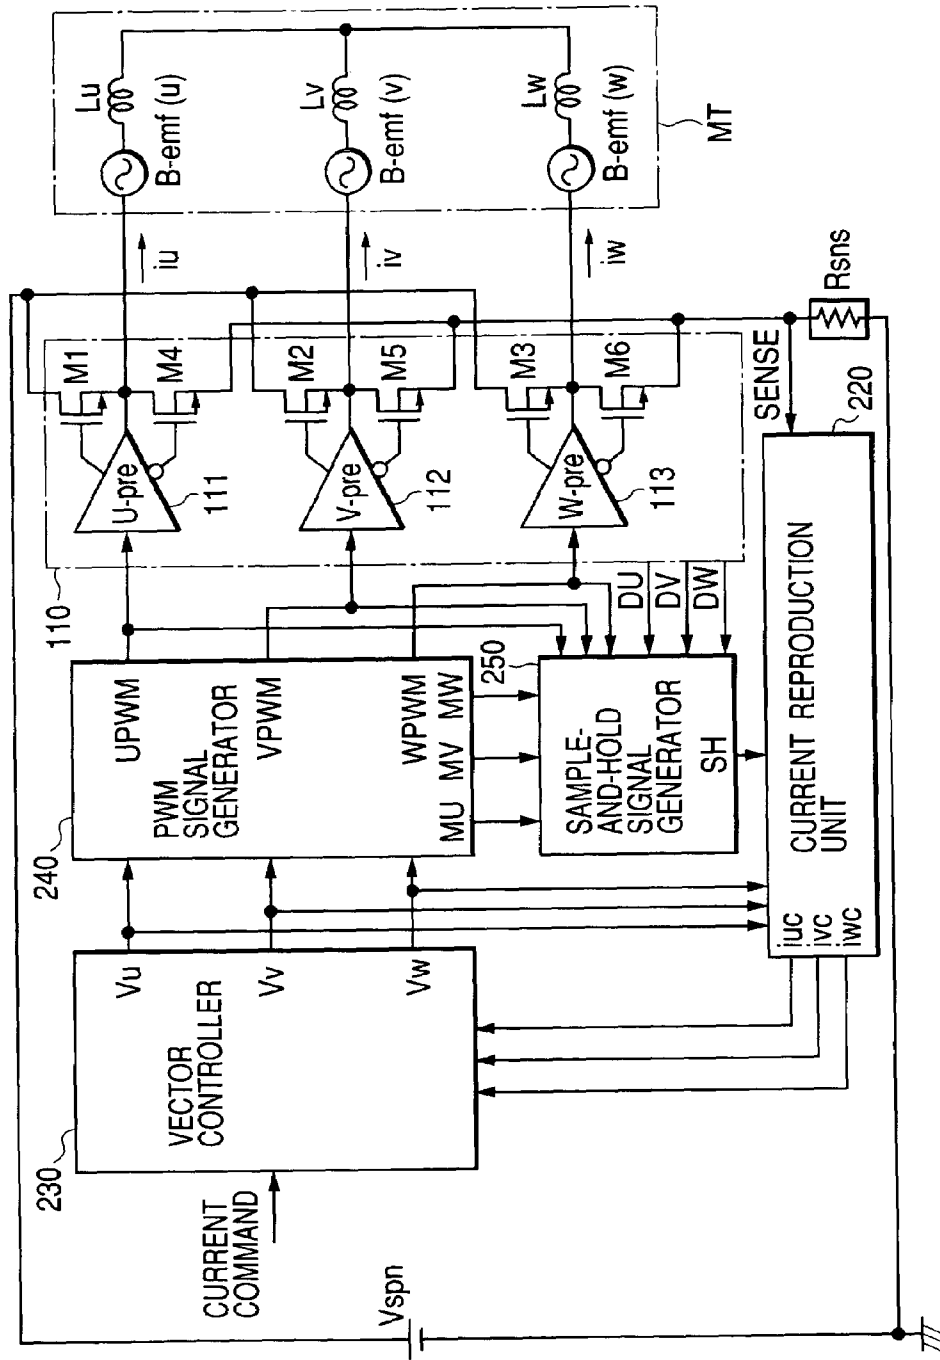 CURRENT
COMMAND
Vspn
230
VECTOR
CONTROLLER
Vu
Vv
Vw
240
PWM
SIGNAL
GENERATOR
UPWM
VPWM
WPWM
MU
MV
MW
250
SAMPLE-
AND-HOLD
SIGNAL
GENERATOR
SH
DU
DV
DW
110
U-pre
111
V-pre
112
W-pre
113
M1
M4
M2
M5
M3
M6
iu
iv
iw
Lu
B-emf (u)
Lv
B-emf (v)
Lw
B-emf (w)
MT
Rsns
SENSE
220
CURRENT REPRODUCTION
UNIT
iuc
ivc
iwc